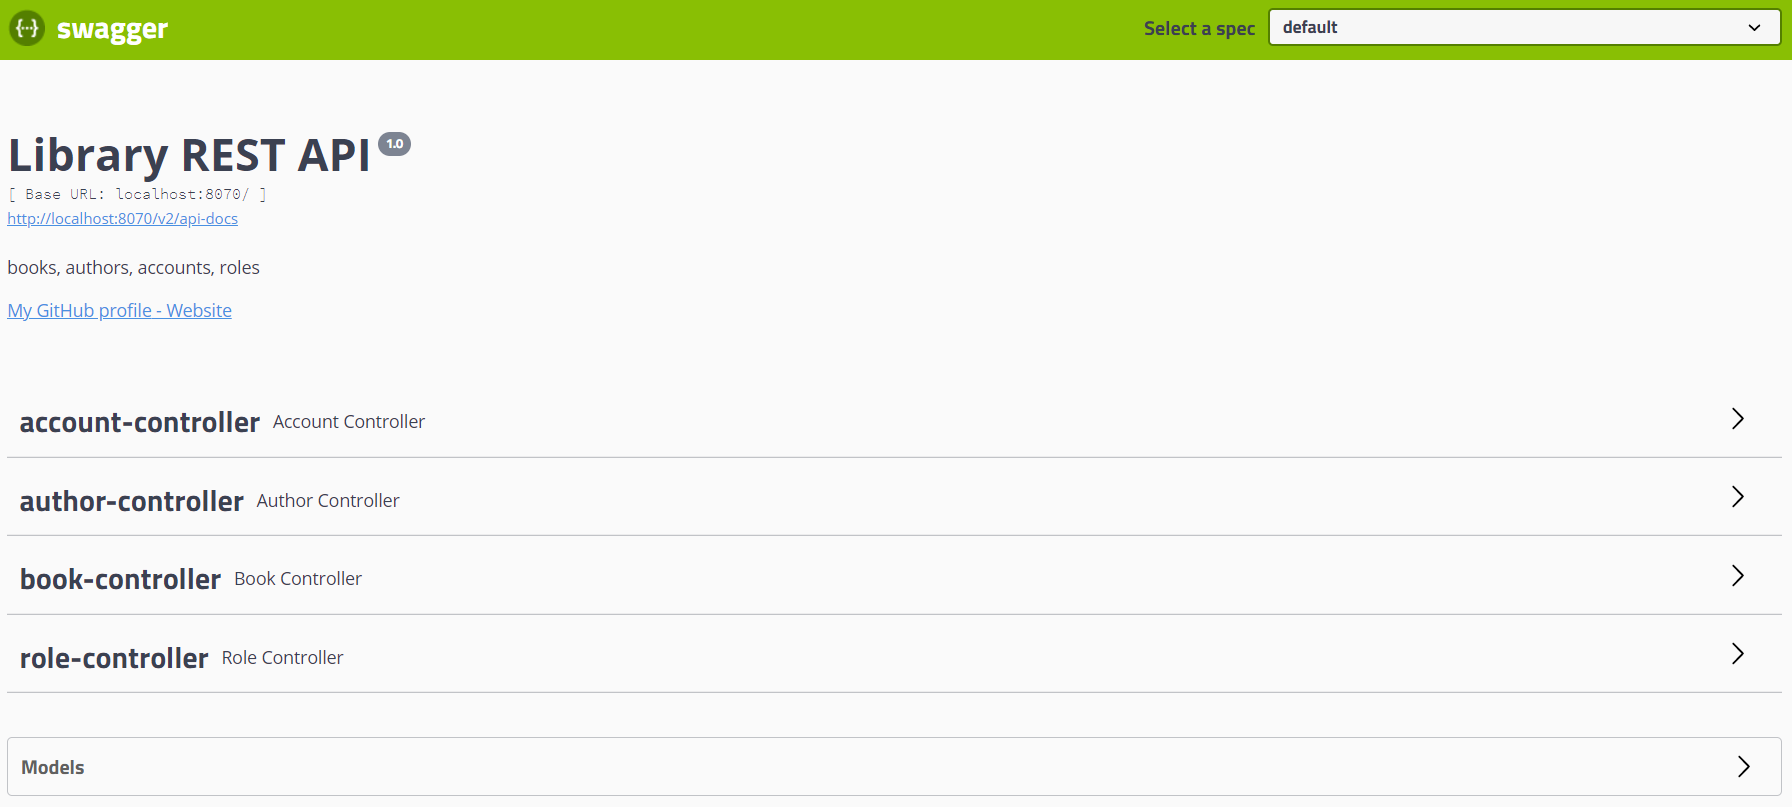 {...} swagger
Select a spec default
Library REST API 1.0
[ Base URL: localhost:8070/ ]
http://localhost:8070/v2/api-docs
books, authors, accounts, roles
My GitHub profile - Website
account-controller Account Controller
author-controller Author Controller
book-controller Book Controller
role-controller Role Controller
Models